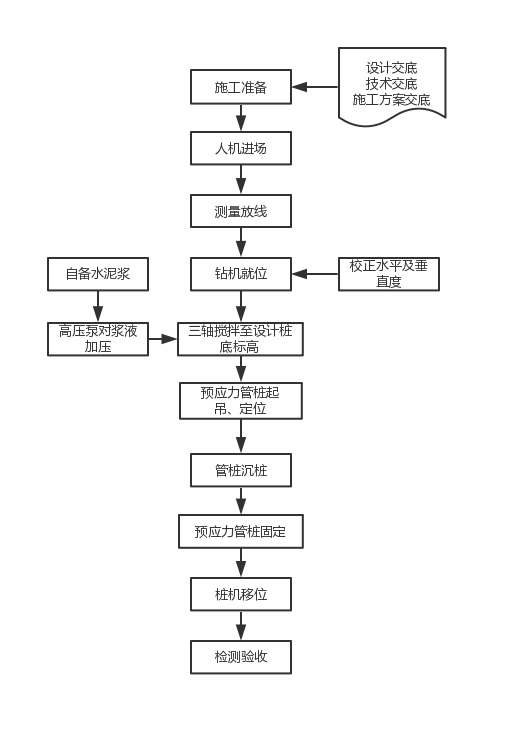 设计交底
技术交底
施工方案交底
施工准备
人机进场
测量放线
自备水泥浆
钻机就位
校正水平及垂
直度
高压泵对浆液
加压
三轴搅拌至设计桩
底标高
预应力管桩起
吊、定位
管桩沉桩
预应力管桩固定
桩机移位
检测验收